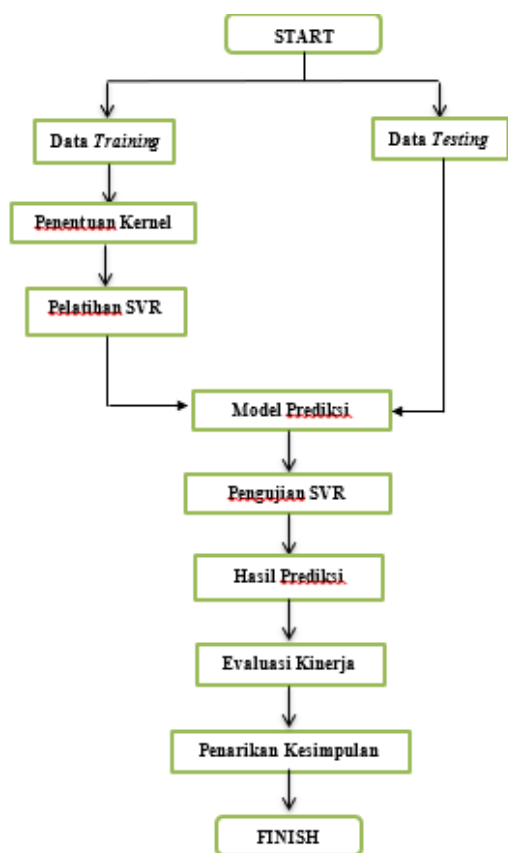 START
Data Training
Data Testing
Penentuan Kernel
Pelatihan SVR
Model Prediksi
Pengujian SVR
Hasil Prediksi
Evaluasi Kinerja
Penarikan Kesimpulan
FINISH